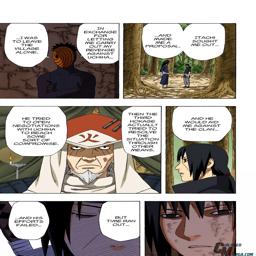 ITACHI
SOUGHT
ME OUT...
...AND
MADE
ME A
PROPOSAL.
IN
EXCHANGE
FOR
LETTING
ME CARRY
OUT MY
REVENGE
AGAINST
UCHIHA...
...I WAS
TO LEAVE
THE
VILLAGE
ALONE.
AND HE
WOULD AID
ME AGAINST
THE CLAN...
THEN THE
THIRD
HOKAGE
ACTUALLY
TRIED TO
RESOLVE
THE
SITUATION
THROUGH
OTHER
MEANS.
HE TRIED
TO OPEN
NEGOTIATIONS
WITH UCHIHA
TO REACH
SOME
SORT OF
COMPROMISE.
BUT
TIME RAN
OUT...
...AND HIS
EFFORTS
FAILED...